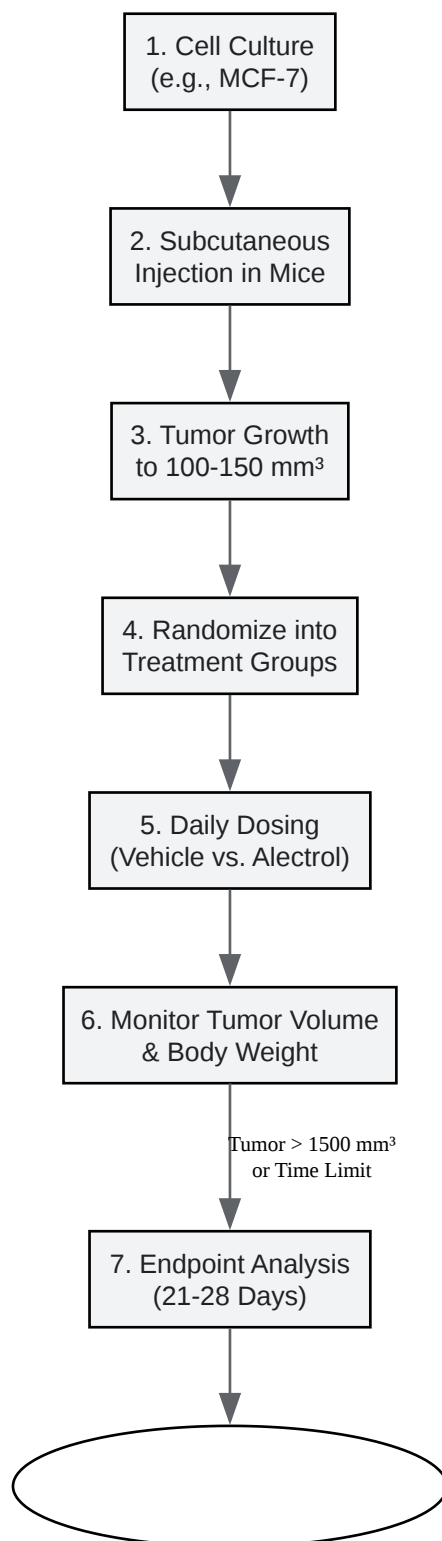 1. Cell Culture
(e.g., MCF-7)
2. Subcutaneous
Injection in Mice
3. Tumor Growth
to 100-150 mm³
4. Randomize into
Treatment Groups
5. Daily Dosing
(Vehicle vs. Alectrol)
6. Monitor Tumor Volume
& Body Weight
Tumor > 1500 mm³
or Time Limit
7. Endpoint Analysis
(21-28 Days)